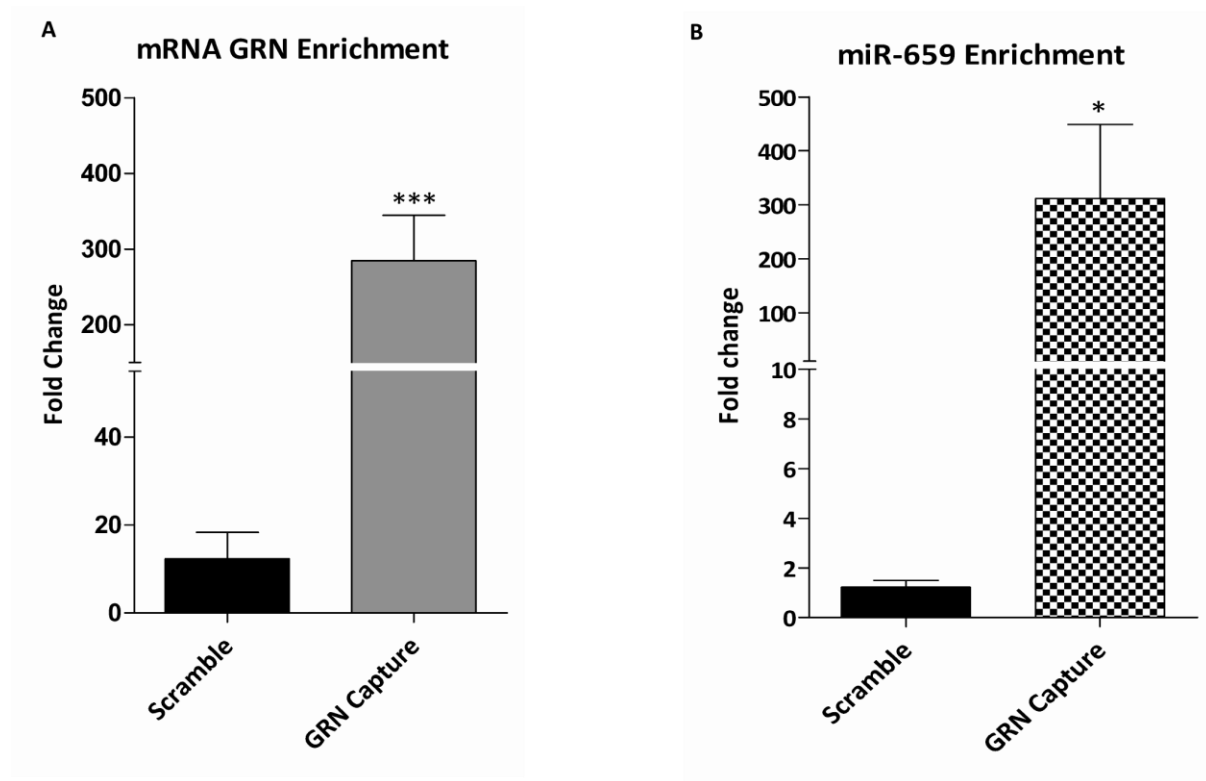 A
mRNA GRN Enrichment
Fold Change
500
400
300
200
40
20
0
***
Scramble
GRN Capture
B
miR-659 Enrichment
Fold change
500
400
300
200
100
10
8
6
4
2
0
*
Scramble
GRN Capture